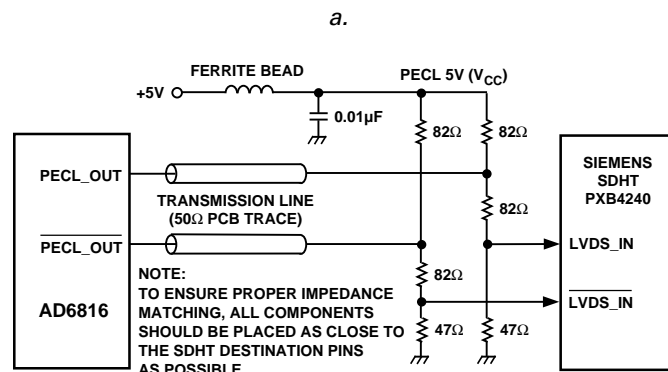 a.
FERRITE BEAD
PECL 5V (VCC)
+5V
0.01µF
82Ω
82Ω
PECL_OUT
TRANSMISSION LINE
(50Ω PCB TRACE)
82Ω
SIEMENS
SDHT
PXB4240
PECL_OUT
LVDS_IN
NOTE:
TO ENSURE PROPER IMPEDANCE
MATCHING, ALL COMPONENTS
SHOULD BE PLACED AS CLOSE TO
THE SDHT DESTINATION PINS
AS POSSIBLE
AD6816
82Ω
LVDS_IN
47Ω
47Ω